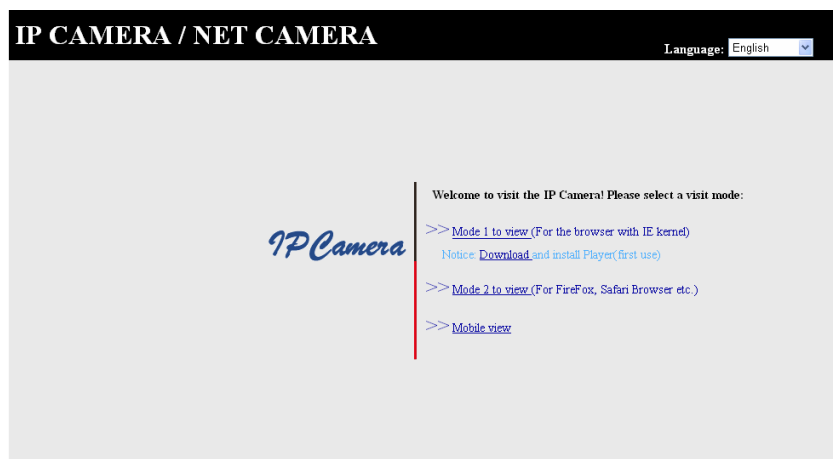 IP CAMERA / NET CAMERA
Language: English
Welcome to visit the IP Camera! Please select a visit mode:
IPCamera
>> Mode 1 to view (For the browser with IE kernel)
Notice: Download and install Player(first use)
>> Mode 2 to view (For FireFox, Safari Browser etc.)
>> Mobile view